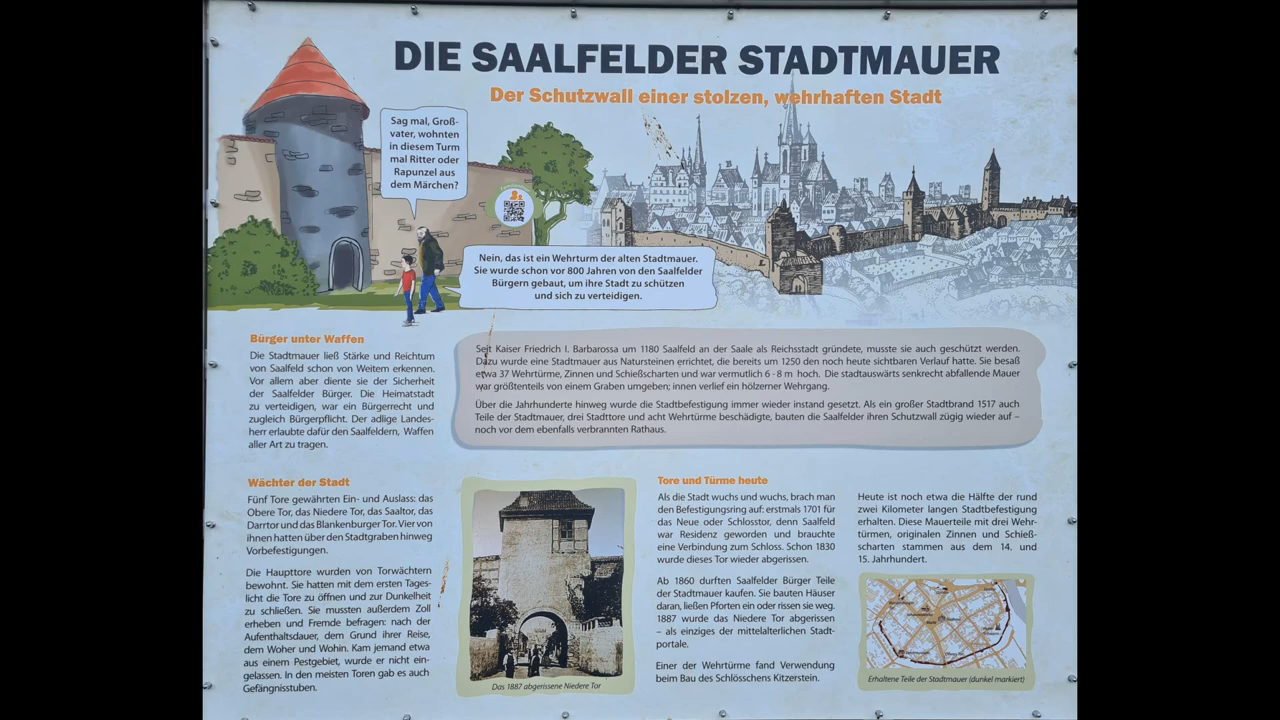 DIE SAALFELDER STADTMAUER
Der Schutzwall einer stolzen, wehrhaften Stadt
Sag mal, Groß-
vater, wohnten
in diesem Turm
mal Ritter oder
Rapunzel aus
dem Märchen?
Nein, das ist ein Wehrturm der alten Stadtmauer.
Sie wurde schon vor 800 Jahren von den Saalfelder
Bürgern gebaut, um ihre Stadt zu schützen
und sich zu verteidigen.
Bürger unter Waffen
Die Stadtmauer ließ Stärke und Reichtum
von Saalfeld schon von Weitem erkennen.
Vor allem aber diente sie der Sicherheit
der Saalfelder Bürger. Die Heimatstadt
zu verteidigen, war ein Bürgerrecht und
zugleich Bürgerpflicht. Der adlige Landes-
herr erlaubte dafür den Saalfeldern, Waffen
aller Art zu tragen.
Seit Kaiser Friedrich I. Barbarossa um 1180 Saalfeld an der Saale als Reichsstadt gründete, musste sie auch geschützt werden.
Dazu wurde eine Stadtmauer aus Natursteinen errichtet, die bereits um 1250 den noch heute sichtbaren Verlauf hatte. Sie besaß
etwa 37 Wehrtürme, Zinnen und Schießscharten und war vermutlich 6 - 8 m hoch. Die stadtauswärts senkrecht abfallende Mauer
war größtenteils von einem Graben umgeben; innen verlief ein hölzerner Wehrgang.
Über die Jahrhunderte hinweg wurde die Stadtbefestigung immer wieder instand gesetzt. Als ein großer Stadtbrand 1517 auch
Teile der Stadtmauer, drei Stadttore und acht Wehrtürme beschädigte, bauten die Saalfelder ihren Schutzwall zügig wieder auf –
noch vor dem ebenfalls verbrannten Rathaus.
Wächter der Stadt
Fünf Tore gewährten Ein- und Auslass: das
Obere Tor, das Niedere Tor, das Saaltor, das
Darrtor und das Blankenburger Tor. Vier von
ihnen hatten über den Stadtgraben hinweg
Vorbefestigungen.
Die Haupttore wurden von Torwächtern
bewohnt. Sie hatten mit dem ersten Tages-
licht die Tore zu öffnen und zur Dunkelheit
zu schließen. Sie mussten außerdem Zoll
erheben und Fremde befragen: nach der
Aufenthaltsdauer, dem Grund ihrer Reise,
dem Woher und Wohin. Kam jemand etwa
aus einem Pestgebiet, wurde er nicht ein-
gelassen. In den meisten Toren gab es auch
Gefängnisstuben.
Das 1887 abgerissene Niedere Tor
Tore und Türme heute
Als die Stadt wuchs und wuchs, brach man
den Befestigungsring auf: erstmals 1701 für
das Neue oder Schlosstor, denn Saalfeld
war Residenz geworden und brauchte
eine Verbindung zum Schloss. Schon 1830
wurde dieses Tor wieder abgerissen.
Ab 1860 durften Saalfelder Bürger Teile
der Stadtmauer kaufen. Sie bauten Häuser
daran, ließen Pforten ein oder rissen sie weg.
1887 wurde das Niedere Tor abgerissen
– als einziges der mittelalterlichen Stadt-
portale.
Einer der Wehrtürme fand Verwendung
beim Bau des Schlösschens Kitzerstein.
Heute ist noch etwa die Hälfte der rund
zwei Kilometer langen Stadtbefestigung
erhalten. Diese Mauerteile mit drei Wehr-
türmen, originalen Zinnen und Schieß-
scharten stammen aus dem 14. und
15. Jahrhundert.
Erhaltene Teile der Stadtmauer (dunkel markiert)